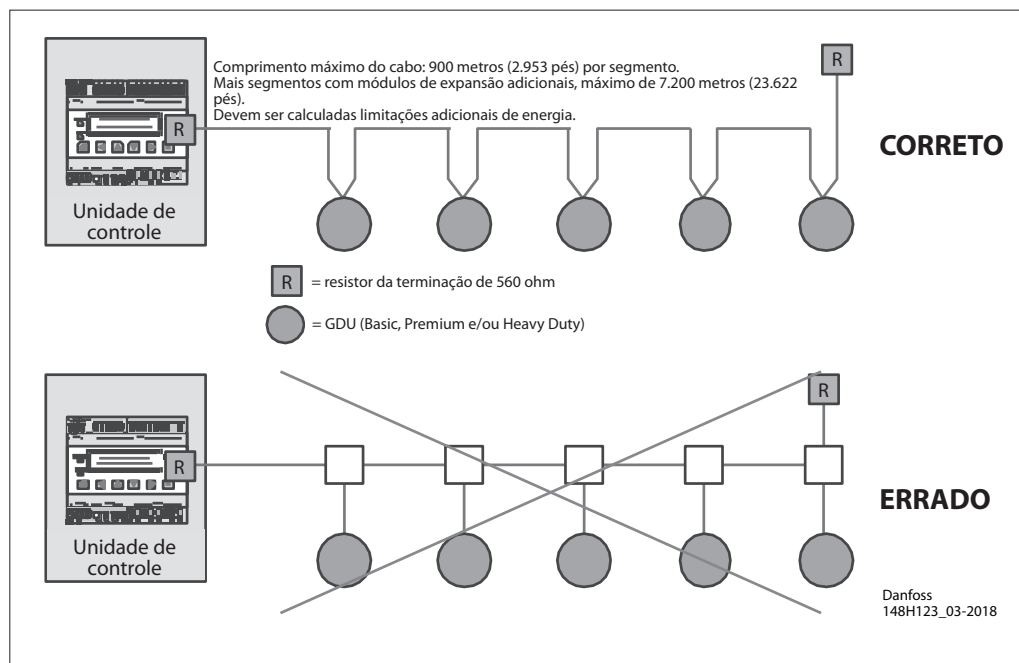 Comprimento máximo do cabo: 900 metros (2.953 pés) por segmento.
Mais segmentos com módulos de expansão adicionais, máximo de 7.200 metros (23.622
pés).
Devem ser calculadas limitações adicionais de energia.
R
R
CORRETO
Unidade de
controle
R = resistor da terminação de 560 ohm
= GDU (Basic, Premium e/ou Heavy Duty)
R
R
ERRADO
Unidade de
controle
Danfoss
148H123_03-2018